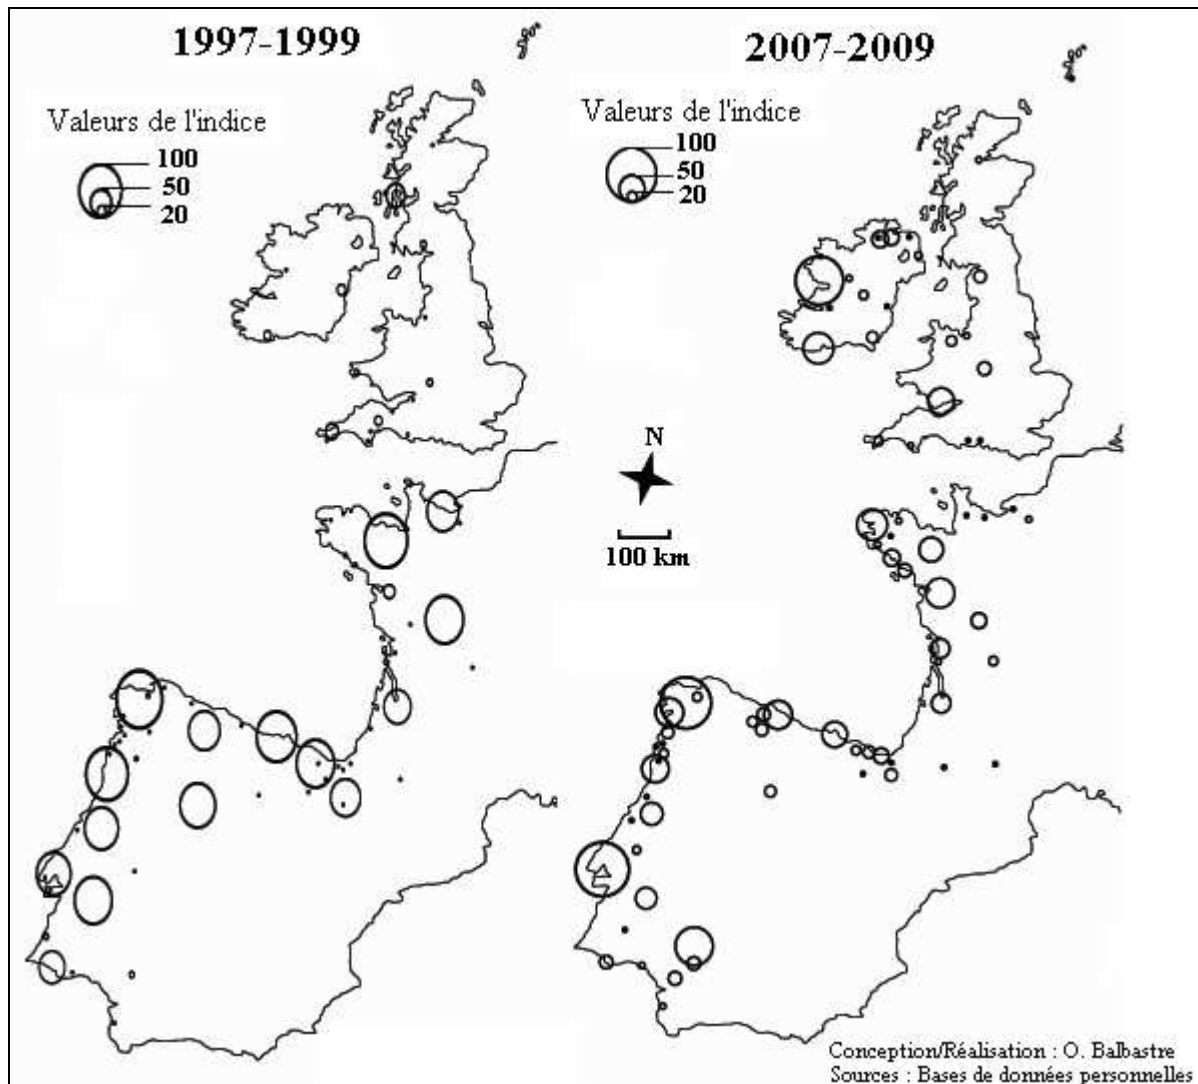 1997-1999
2007-2009
Valeurs de l'indice
100
50
20
Valeurs de l'indice
100
50
20
N
100 km
Conception/Réalisation : O. Balbastre
Sources : Bases de données personnelles